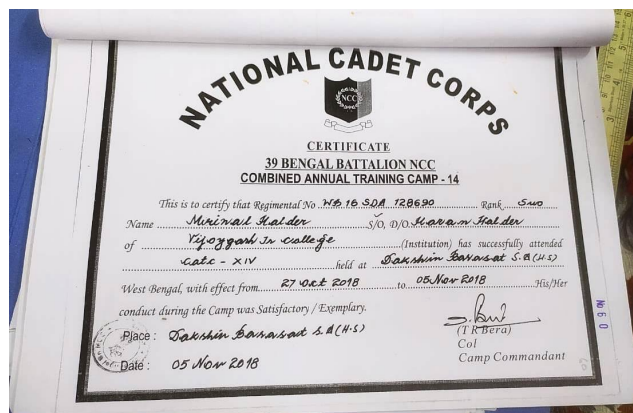 NATIONAL CADET CORPS
NCC
CERTIFICATE
39 BENGAL BATTALION NCC
COMBINED ANNUAL TRAINING CAMP - 14
This is to certify that Regimental No. WB 16 SDA 128690 Rank SUO
Name Mrinal Halder S/O, D/O. Haran Halder
of Vijoygarh Jr College (Institution) has successfully attended
CATC - XIV held at Dakshin Barasat S.A (H.S)
West Bengal, with effect from 27 Oct 2018 to 05 Nov 2018 His/Her
conduct during the Camp was Satisfactory / Exemplary.
Place : Dakshin Barasat S.A (H.S)
(T R Bera)
Col
Camp Commandant
Date : 05 Nov 2018
No 6 0